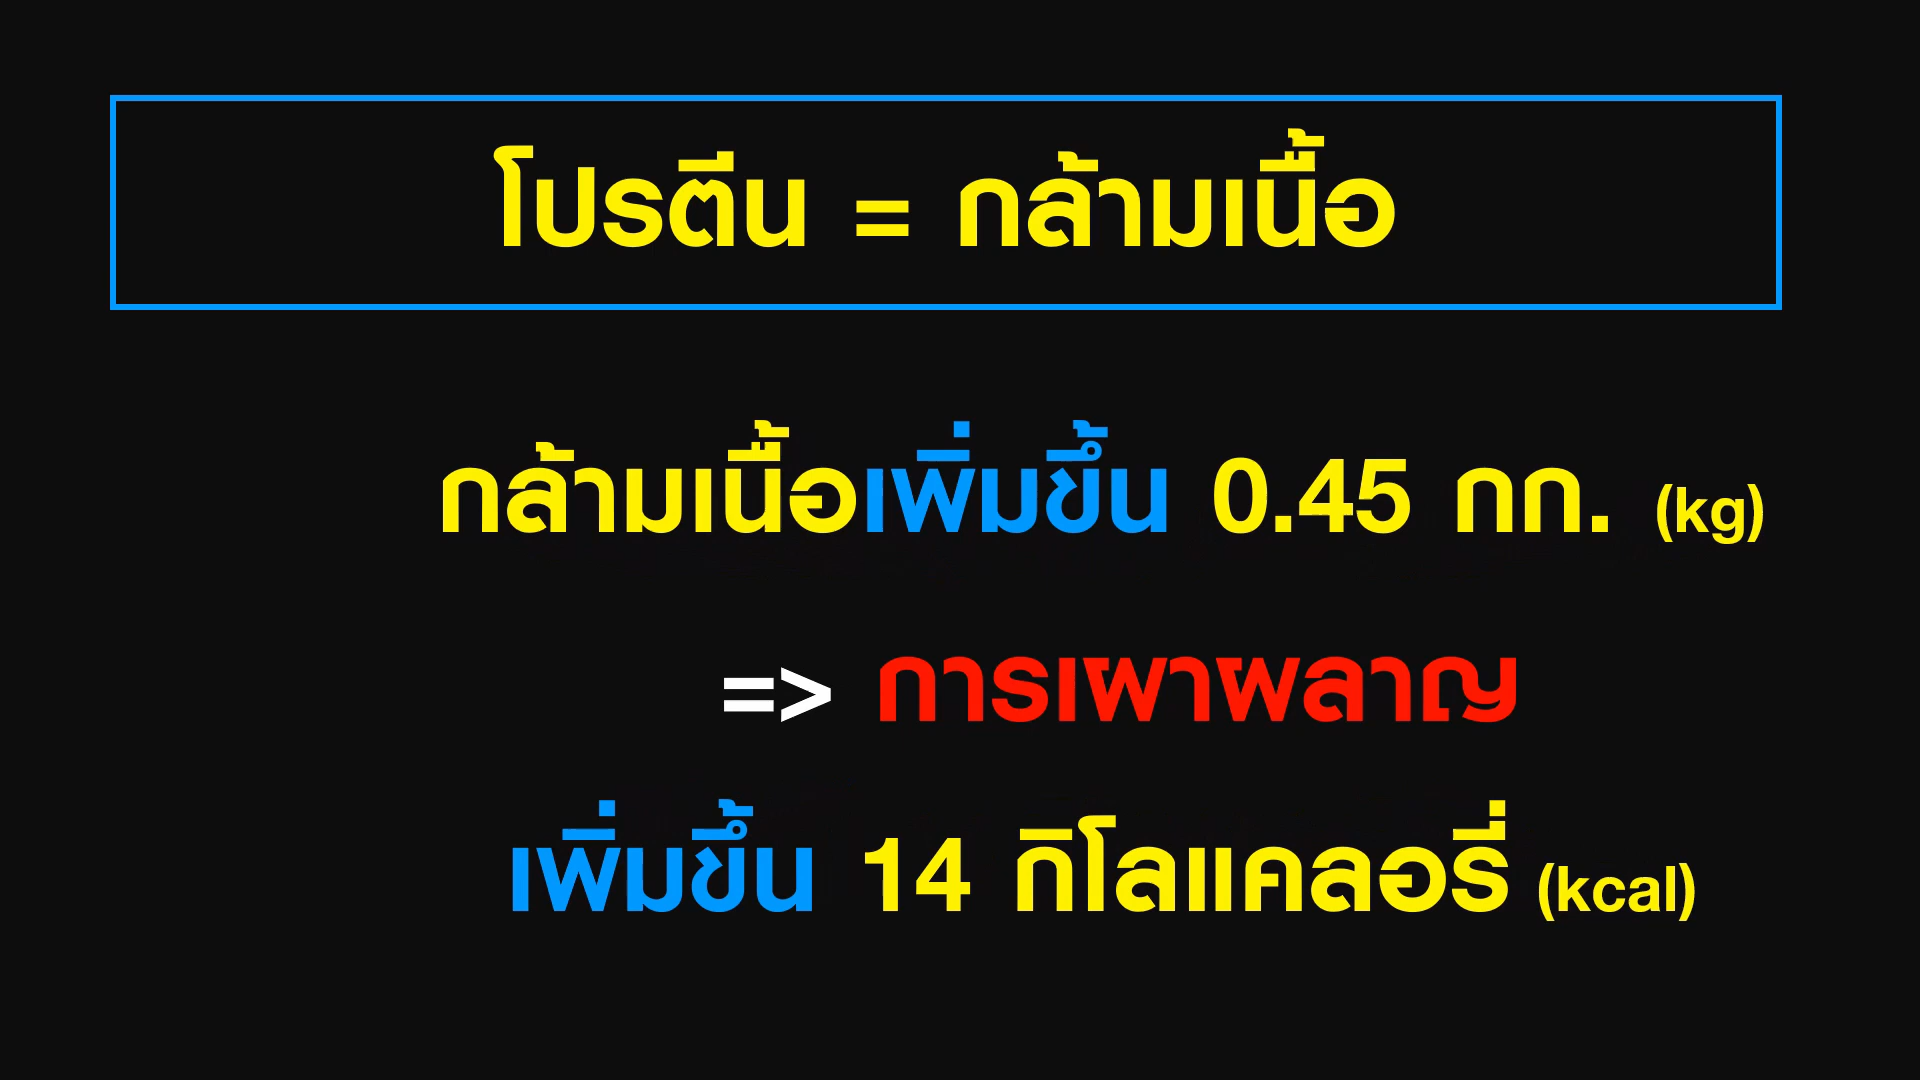 โปรตีน = กล้ามเนื้อ
กล้ามเนื้อเพิ่มขึ้น 0.45 กก. (kg)
=> การเผาผลาญ
เพิ่มขึ้น 14 กิโลแคลอรี่ (kcal)